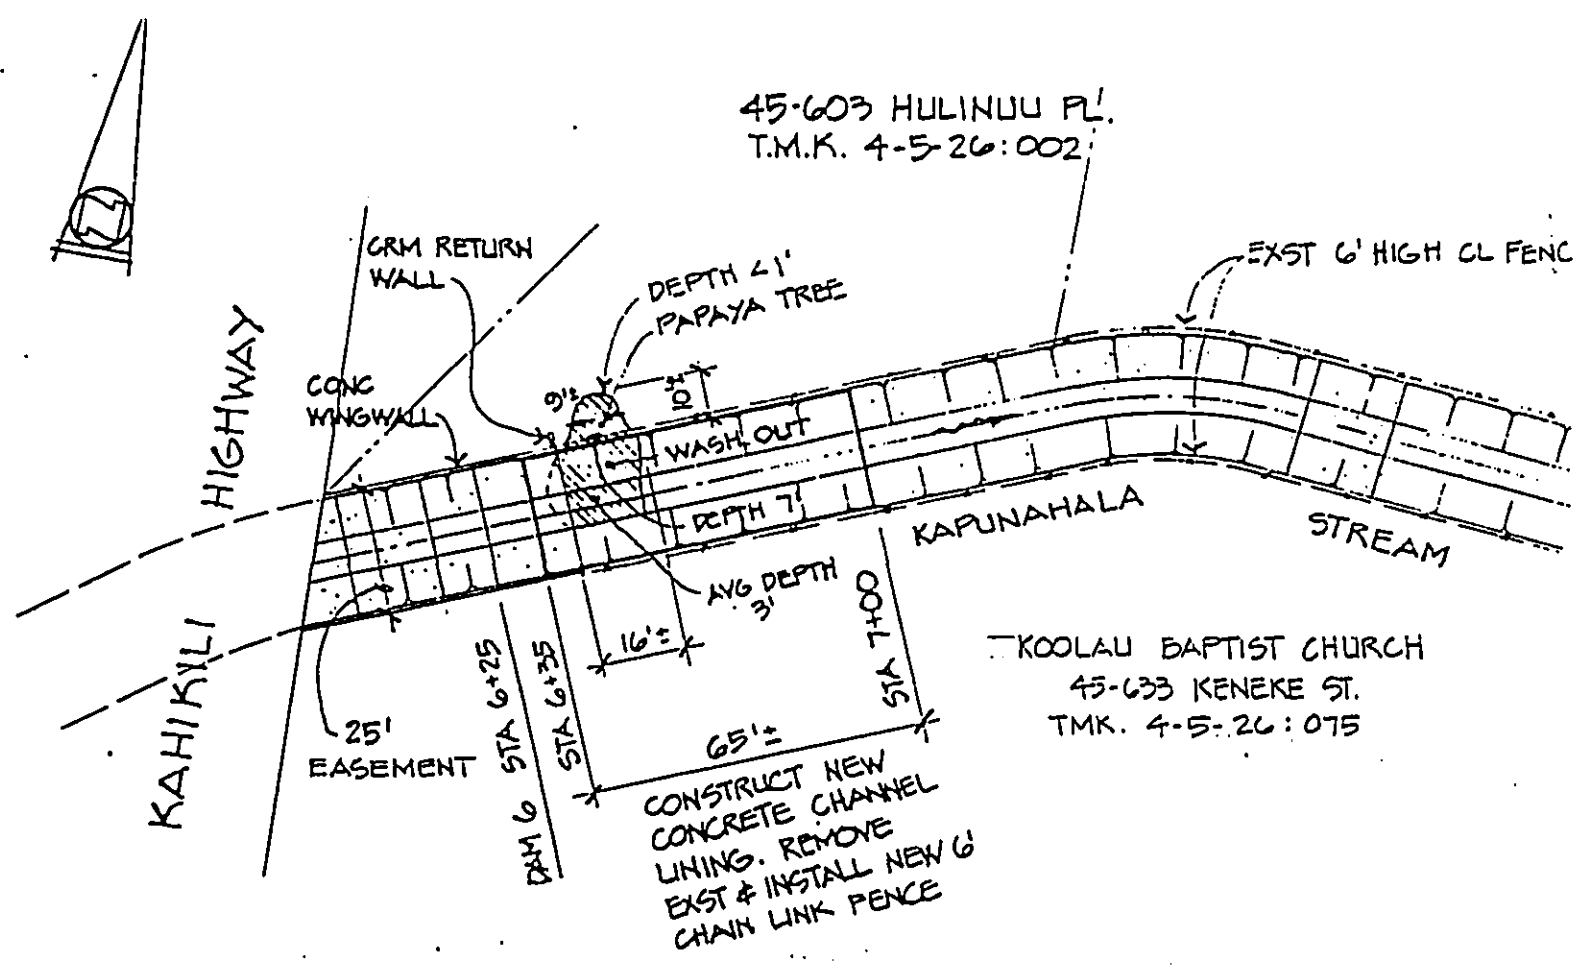 45-603 HULINUU PL.
T.M.K. 4-5-26:002
CRM RETURN
WALL
DEPTH <1'
PAPAYA TREE
EXST 6' HIGH CL FENC
HIGHWAY
CONC
WINGWALL
9'±
10'±
WASH OUT
DEPTH 7'
KAPUNAHALA
STREAM
AVG DEPTH
3'
16'±
KAHIKILI
25'
EASEMENT
DAM 6 STA 6+25
STA 6+35
STA 7+00
KOOLAU BAPTIST CHURCH
45-633 KENEKE ST.
TMK. 4-5-26:075
65'±
CONSTRUCT NEW
CONCRETE CHANNEL
LINING. REMOVE
EXST & INSTALL NEW 6'
CHAIN LINK FENCE